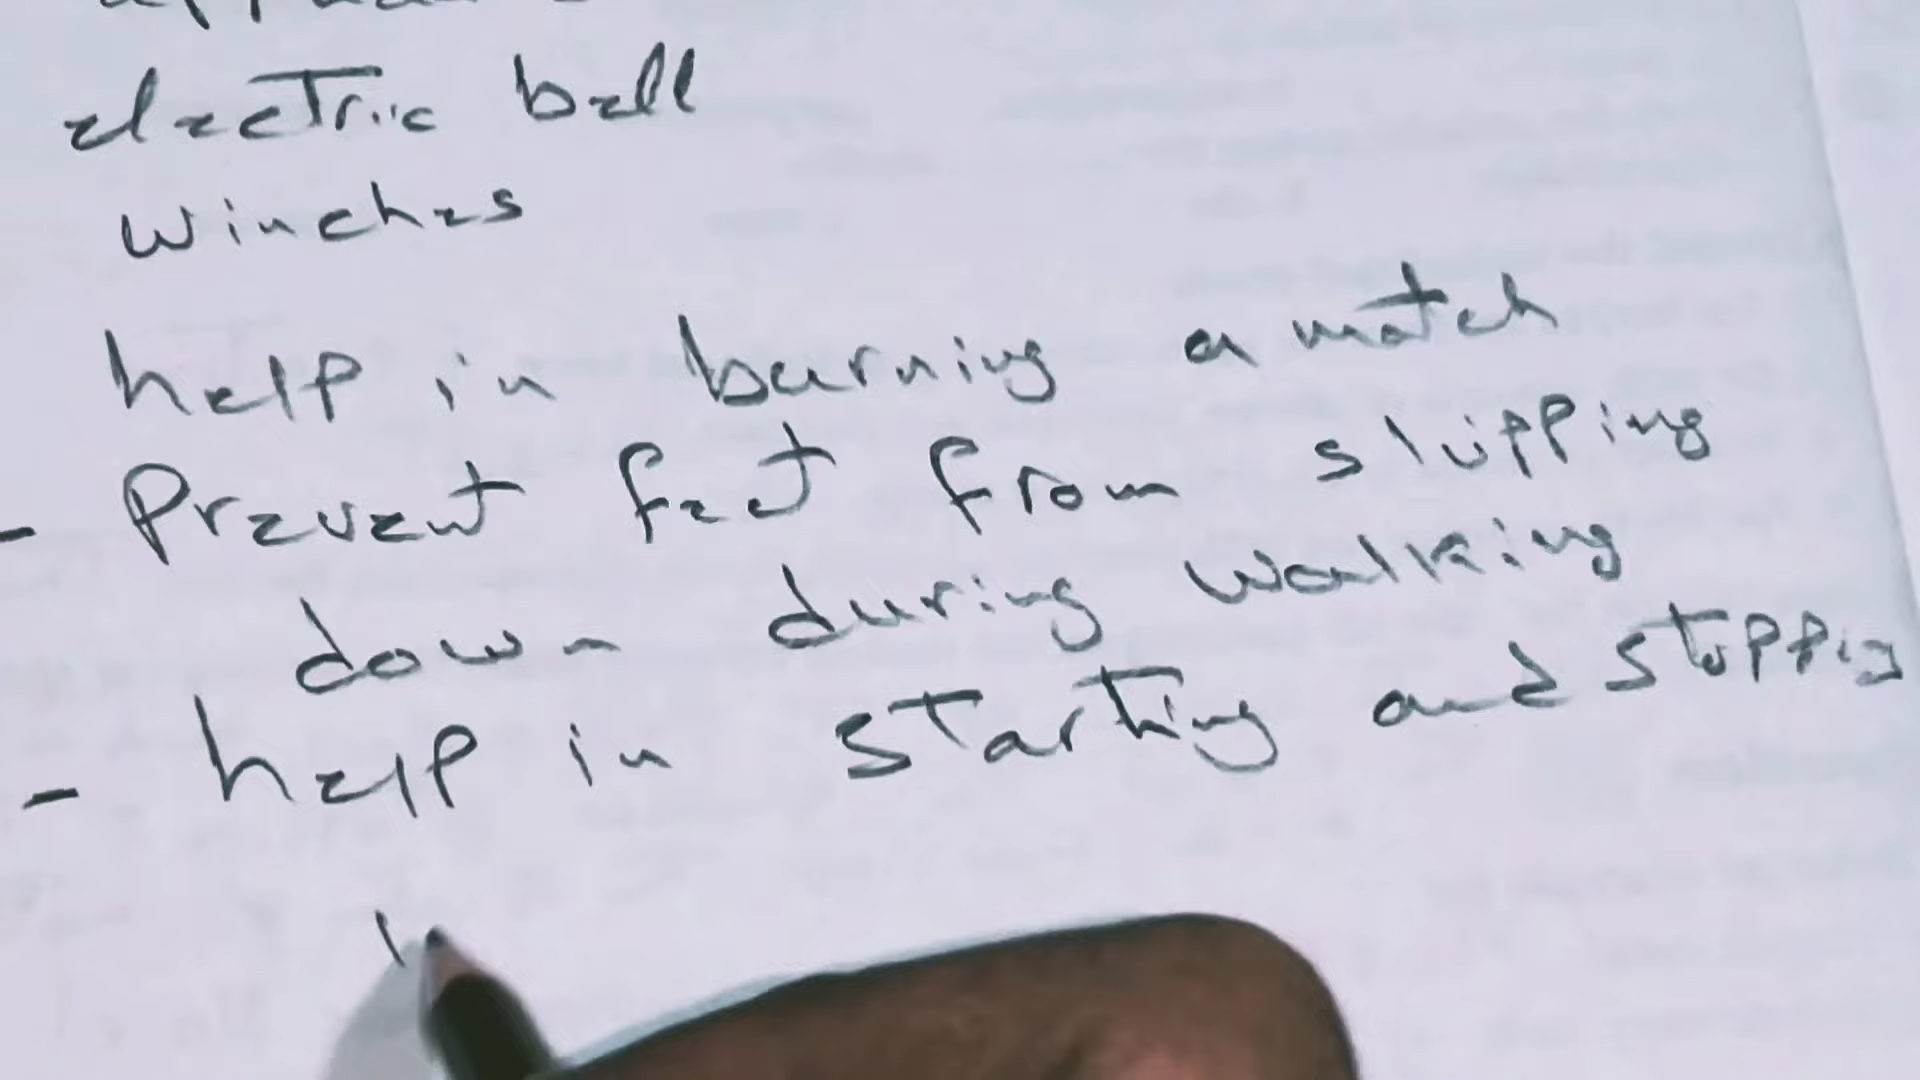 electric bell
winches
help in burning a match
- Prevent feet from slipping
down during walking
- help in starting and stopping